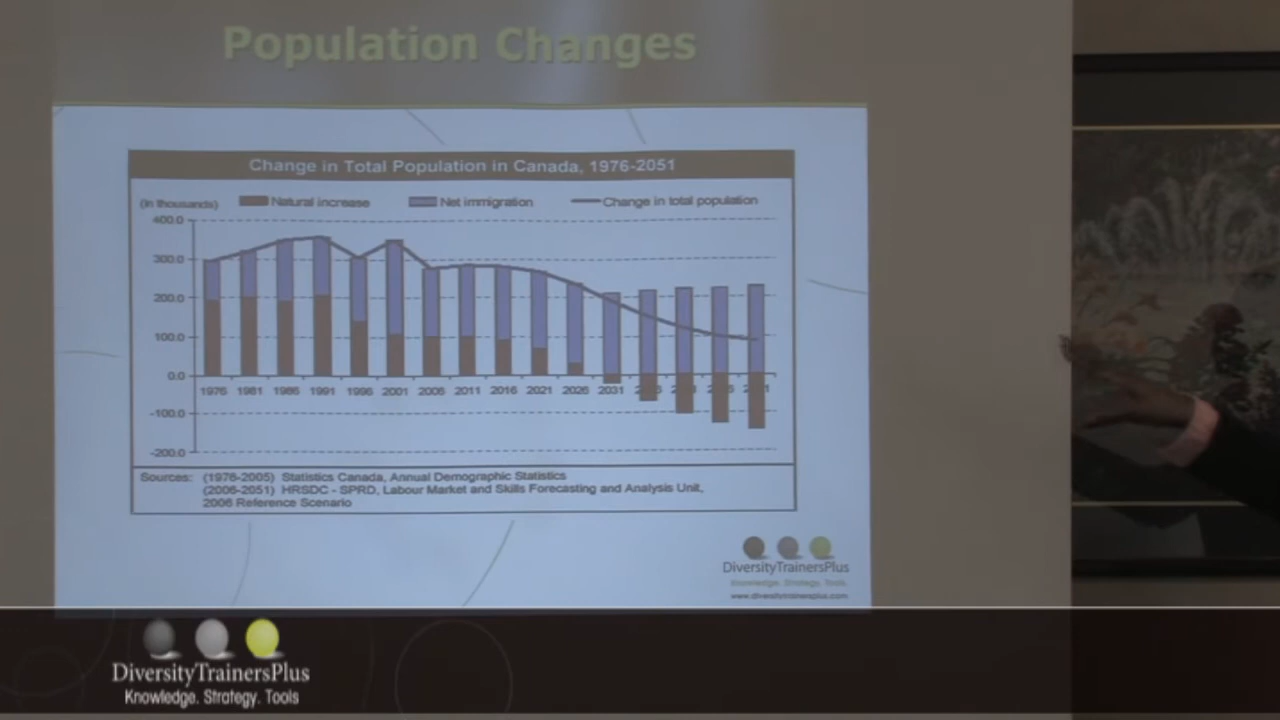 Population Changes
Change in Total Population in Canada, 1976-2051
(in thousands) Natural increase Net immigration Change in total population
400.0
300.0
200.0
100.0
0.0
1976 1981 1986 1991 1996 2001 2006 2011 2016 2021 2026 2031
-100.0
-200.0
Sources: (1976-2005) Statistics Canada, Annual Demographic Statistics
(2006-2051) HRSDC - SPRD, Labour Market and Skills Forecasting and Analysis Unit,
2006 Reference Scenario
DiversityTrainersPlus
Knowledge. Strategy. Tools.
www.diversitytrainersplus.com
DiversityTrainersPlus
Knowledge. Strategy. Tools